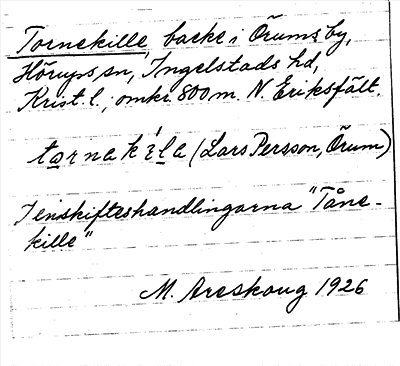 Tornekille, backe i Örums by,
Hörups sn, Ingelstads hd,
Krist. l.; omkr. 800 m. N. Eriksfält.
tornakila (Lars Persson, Örum)
I enskifteshandlingarna "Tåne-
kille"
M. Areskoug 1926